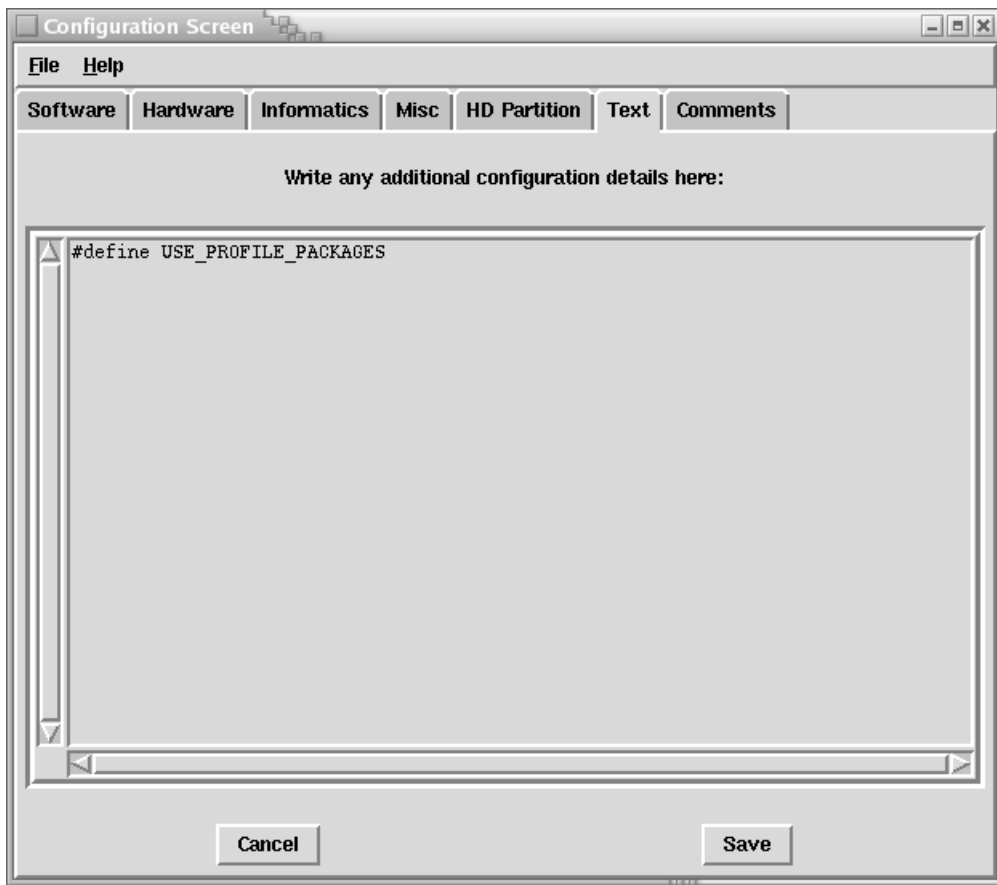 Configuration Screen
File Help
Software Hardware Informatics Misc HD Partition Text Comments
Write any additional configuration details here:
#define USE_PROFILE_PACKAGES
Cancel Save